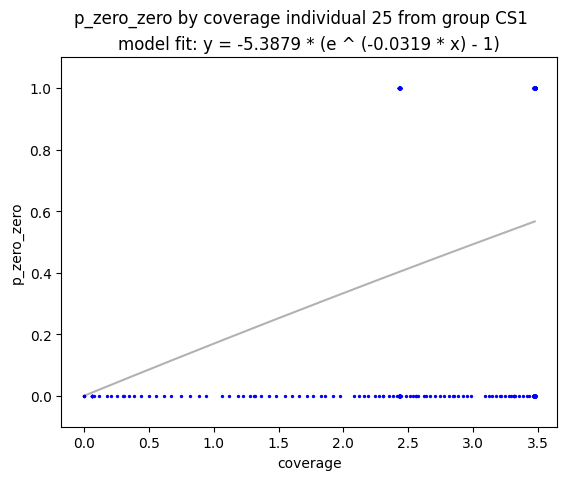 p_zero_zero by coverage individual 25 from group CS1
model fit: y = -5.3879 * (e ^ (-0.0319 * x) - 1)
1.0
0.8
0.6
0.4
0.2
0.0
p_zero_zero
0.0 0.5 1.0 1.5 2.0 2.5 3.0 3.5
coverage